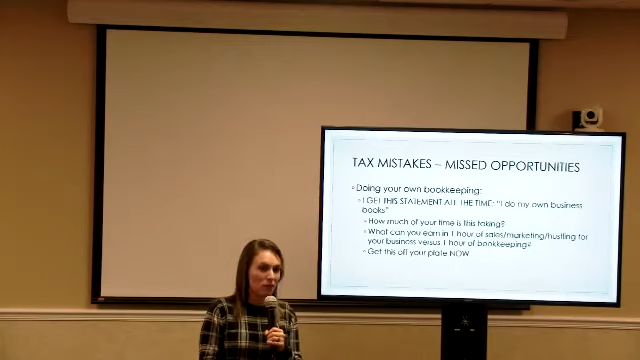 TAX MISTAKES – MISSED OPPORTUNITIES
Doing your own bookkeeping:
I GET THIS STATEMENT ALL THE TIME: "I do my own business
books"
How much of your time is this taking?
What can you earn in 1 hour of sales/marketing/hustling for
your business versus 1 hour of bookkeeping?
Get this off your plate NOW